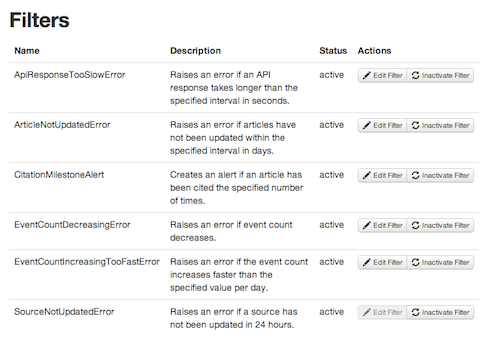 Filters
Name Description Status Actions
ApiResponseTooSlowError Raises an error if an API active Edit Filter Inactivate Filter
response takes longer than the
specified interval in seconds.
ArticleNotUpdatedError Raises an error if articles have active Edit Filter Inactivate Filter
not been updated within the
specified interval in days.
CitationMilestoneAlert Creates an alert if an article has active Edit Filter Inactivate Filter
been cited the specified number
of times.
EventCountDecreasingError Raises an error if event count active Edit Filter Inactivate Filter
decreases.
EventCountIncreasingTooFastError Raises an error if the event count active Edit Filter Inactivate Filter
increases faster than the
specified value per day.
SourceNotUpdatedError Raises an error if a source has active Edit Filter Inactivate Filter
not been updated in 24 hours.